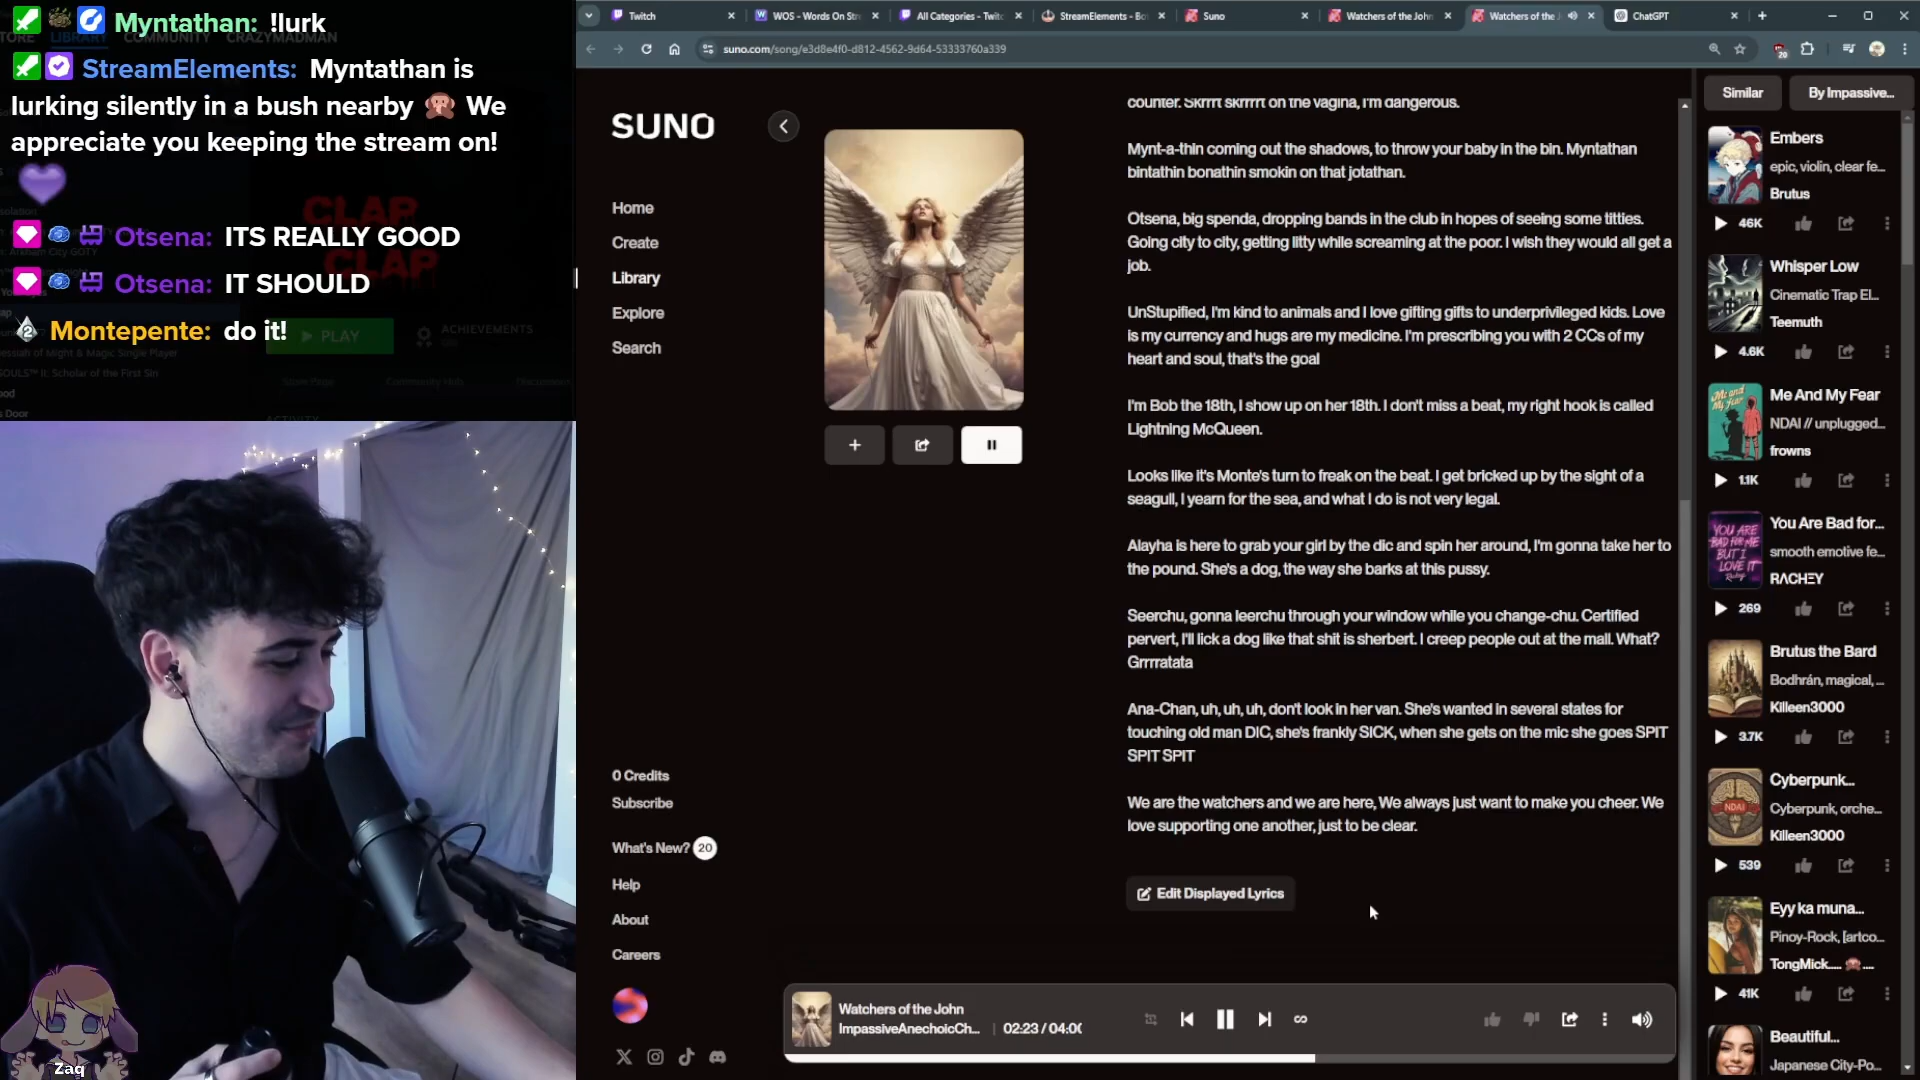 Myntathan: !lurk
StreamElements: Myntathan is
lurking silently in a bush nearby We
appreciate you keeping the stream on!
Otsena: ITS REALLY GOOD
Otsena: IT SHOULD
Montepente: do it!
LIBRARY
COMMUNITY
CRAZYMADMAN
CLAP
CLAP
PLAY
ACHIEVEMENTS
Store Page
Community Hub
ACTIVITY
Zaq
Twitch
WOS - Words On Str
All Categories - Twitc
StreamElements - Bo
Suno
Watchers of the John
Watchers of the J
ChatGPT
suno.com/song/e3d8e4f0-d812-4562-9d64-53333760a339
20
SUNO
Home
Create
Library
Explore
Search
0 Credits
Subscribe
What's New? 20
Help
About
Careers
counter. Skrrrt skrrrrt on the vagina, I'm dangerous.
Mynt-a-thin coming out the shadows, to throw your baby in the bin. Myntathan
bintathin bonathin smokin on that jotathan.
Otsena, big spenda, dropping bands in the club in hopes of seeing some titties.
Going city to city, getting litty while screaming at the poor. I wish they would all get a
job.
UnStupified, I'm kind to animals and I love gifting gifts to underprivileged kids. Love
is my currency and hugs are my medicine. I'm prescribing you with 2 CCs of my
heart and soul, that's the goal
I'm Bob the 18th, I show up on her 18th. I don't miss a beat, my right hook is called
Lightning McQueen.
Looks like it's Monte's turn to freak on the beat. I get bricked up by the sight of a
seagull, I yearn for the sea, and what I do is not very legal.
Alayha is here to grab your girl by the dic and spin her around, I'm gonna take her to
the pound. She's a dog, the way she barks at this pussy.
Seerchu, gonna leerchu through your window while you change-chu. Certified
pervert, I'll lick a dog like that shit is sherbert. I creep people out at the mall. What?
Grrrratata
Ana-Chan, uh, uh, uh, don't look in her van. She's wanted in several states for
touching old man DIC, she's frankly SICK, when she gets on the mic she goes SPIT
SPIT SPIT
We are the watchers and we are here, We always just want to make you cheer. We
love supporting one another, just to be clear.
Edit Displayed Lyrics
Watchers of the John
ImpassiveAnechoicCh...
02:23 / 04:00
Similar
By Impassive...
Embers
epic, violin, clear fe...
Brutus
46K
Whisper Low
Cinematic Trap El...
Teemuth
4.6K
Me And My Fear
NDAI // unplugged...
frowns
1.1K
You Are Bad for...
smooth emotive fe...
RACHEY
269
Brutus the Bard
Bodhrán, magical, ...
Killeen3000
3.7K
Cyberpunk...
Cyberpunk, orche...
Killeen3000
539
Eyy ka muna...
Pinoy-Rock, [artco...
TongMick..... ....
41K
Beautiful...
Japanese City-Po...